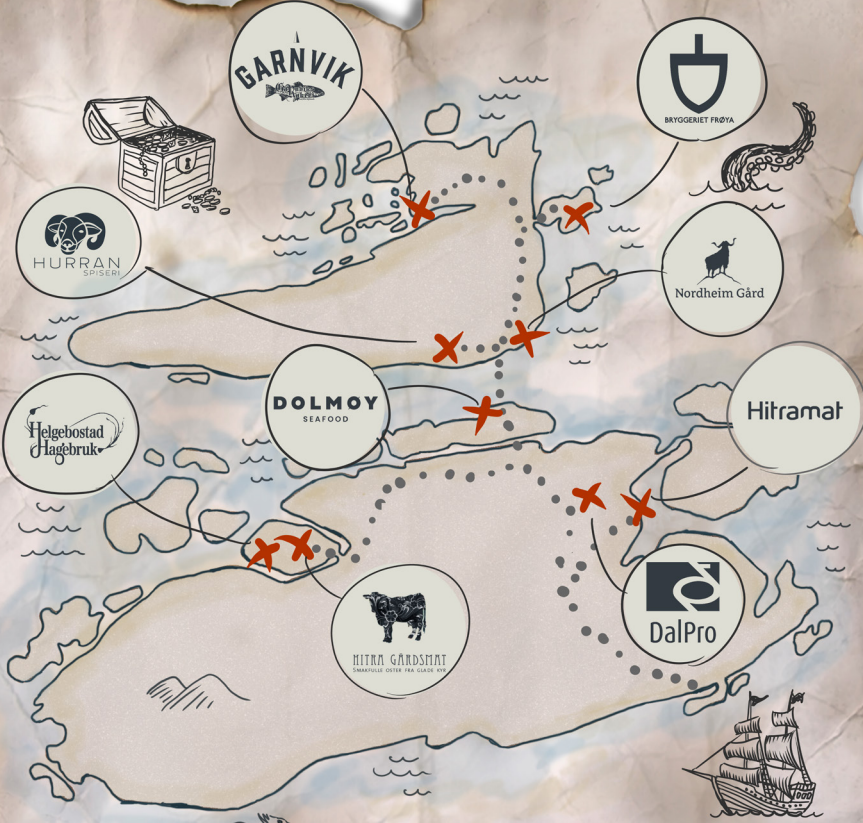 GARNVIK
BRYGGERIET FRØYA
HURRAN
SPISERI
Nordheim Gård
DOLMOY
SEAFOOD
Hitramat
Helgebostad
Hagebruk
DalPro
HITRA GÅRDSMAT
SMAKFULLE OSTER FRA GLADE KYR